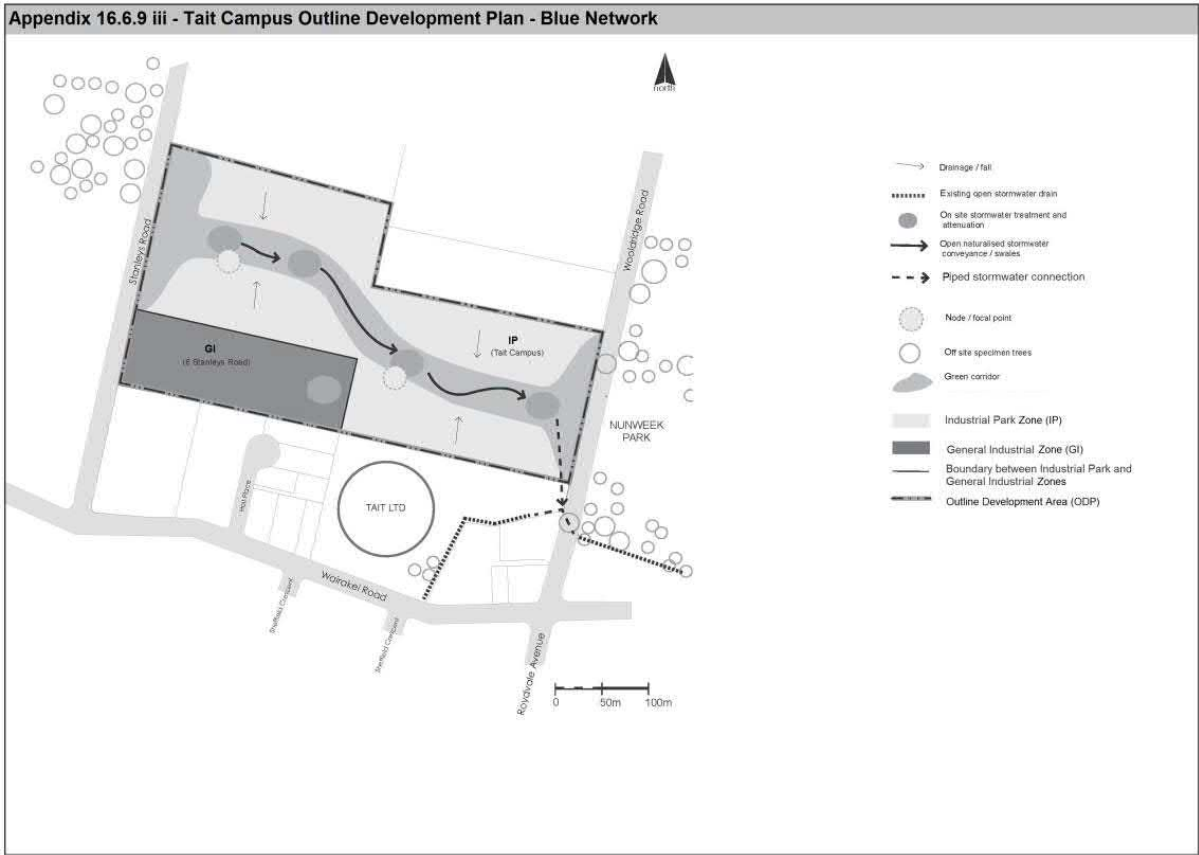 Appendix 16.6.9 iii - Tait Campus Outline Development Plan - Blue Network
north
Drainage / fall
Existing open stormwater drain
On site stormwater treatment and
attenuation
Open naturalised stormwater
conveyance / swales
Piped stormwater connection
Node / focal point
Off site specimen trees
Green corridor
Industrial Park Zone (IP)
General Industrial Zone (GI)
Boundary between Industrial Park and
General Industrial Zones
Outline Development Area (ODP)
Stanleys Road
Wooldridge Road
IP
(Tait Campus)
GI
(6 Stanleys Road)
NUNWEEK
PARK
TAIT LTD
Wairakei Road
Sheffield Crescent
Sheffield Crescent
Roydvale Avenue
0 50m 100m